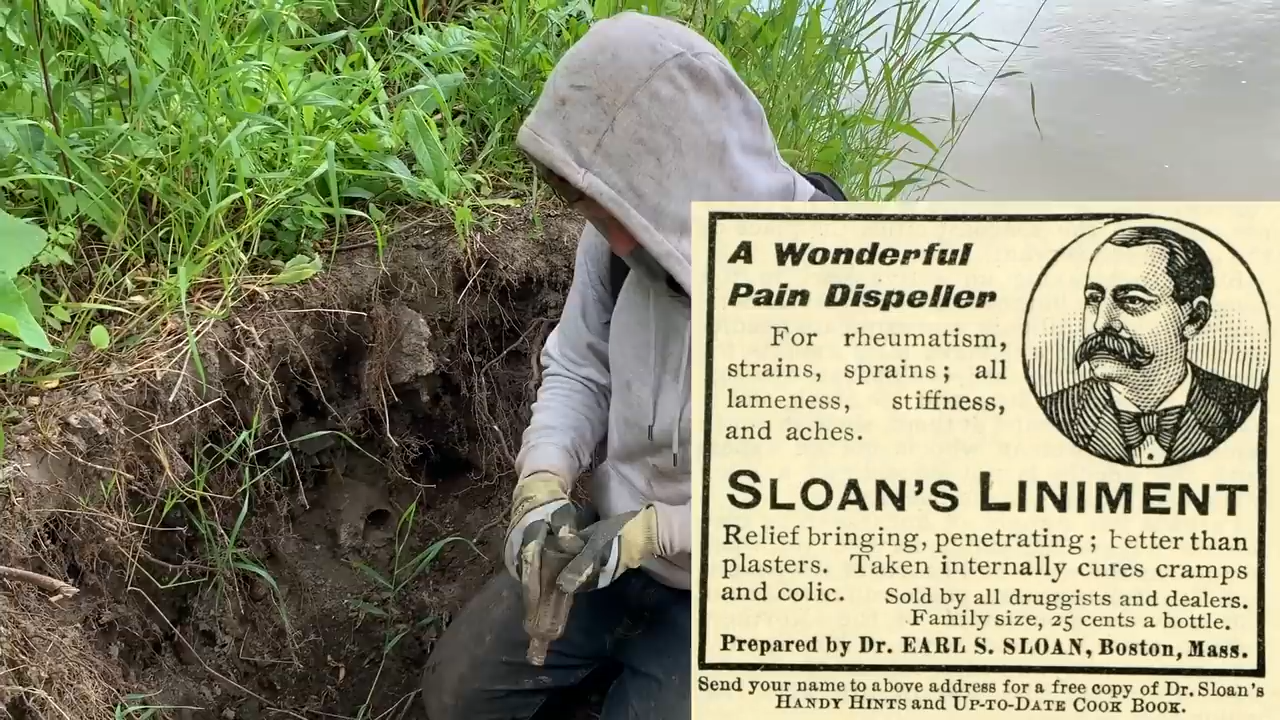 A Wonderful
Pain Dispeller
For rheumatism,
strains, sprains; all
lameness, stiffness,
and aches.
SLOAN'S LINIMENT
Relief bringing, penetrating; better than
plasters. Taken internally cures cramps
and colic. Sold by all druggists and dealers.
Family size, 25 cents a bottle.
Prepared by Dr. EARL S. SLOAN, Boston, Mass.
Send your name to above address for a free copy of Dr. Sloan's
HANDY HINTS and UP-TO-DATE COOK BOOK.